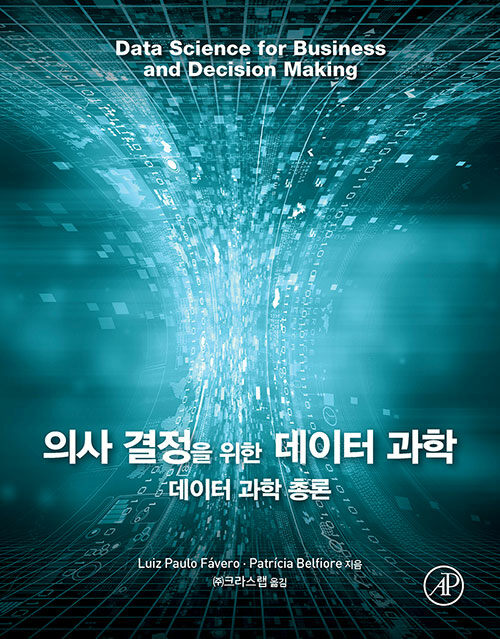 Data Science for Business
and Decision Making
의사 결정을 위한 데이터 과학
데이터 과학 총론
Luiz Paulo Fávero · Patrícia Belfiore 지음
㈜크라스랩 옮김
AP